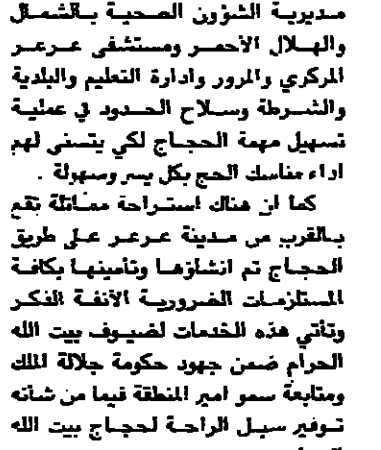 مديرية الشؤون الصحية بالشمال
والهلال الأحمر ومستشفى عرعر
المركزي والمرور وادارة التعليم والبلدية
والشرطة وسلاح الحدود في عملية
تسهيل مهمة الحجاج لكي يتسنى لهم
اداء مناسك الحج بكل يسر وسهولة .
كما ان هناك استراحة مماثلة تقع
بالقرب من مدينة عرعر على طريق
الحجاج تم انشاؤها وتأمينها بكافة
المستلزمات الضرورية الآنفة الذكر
وتأتي هذه الخدمات لضيوف بيت الله
الحرام ضمن جهود حكومة جلالة الملك
ومتابعة سمو امير المنطقة فيما من شأنه
توفير سبل الراحة لحجاج بيت الله